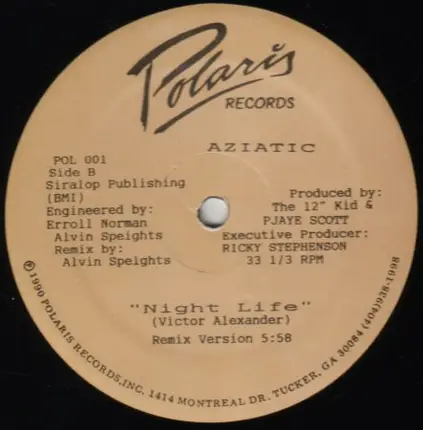 Polaris
RECORDS
AZIATIC
POL 001
Side B
Siralop Publishing
(BMI)
Engineered by:
Erroll Norman
Alvin Speights
Remix by:
Alvin Speights
Produced by:
The 12" Kid &
PJAYE SCOTT
Executive Producer:
RICKY STEPHENSON
33 1/3 RPM
"Night Life"
(Victor Alexander)
Remix Version 5:58
℗1990 POLARIS RECORDS,INC. 1414 MONTREAL DR. TUCKER, GA 30084 (404)938-1998